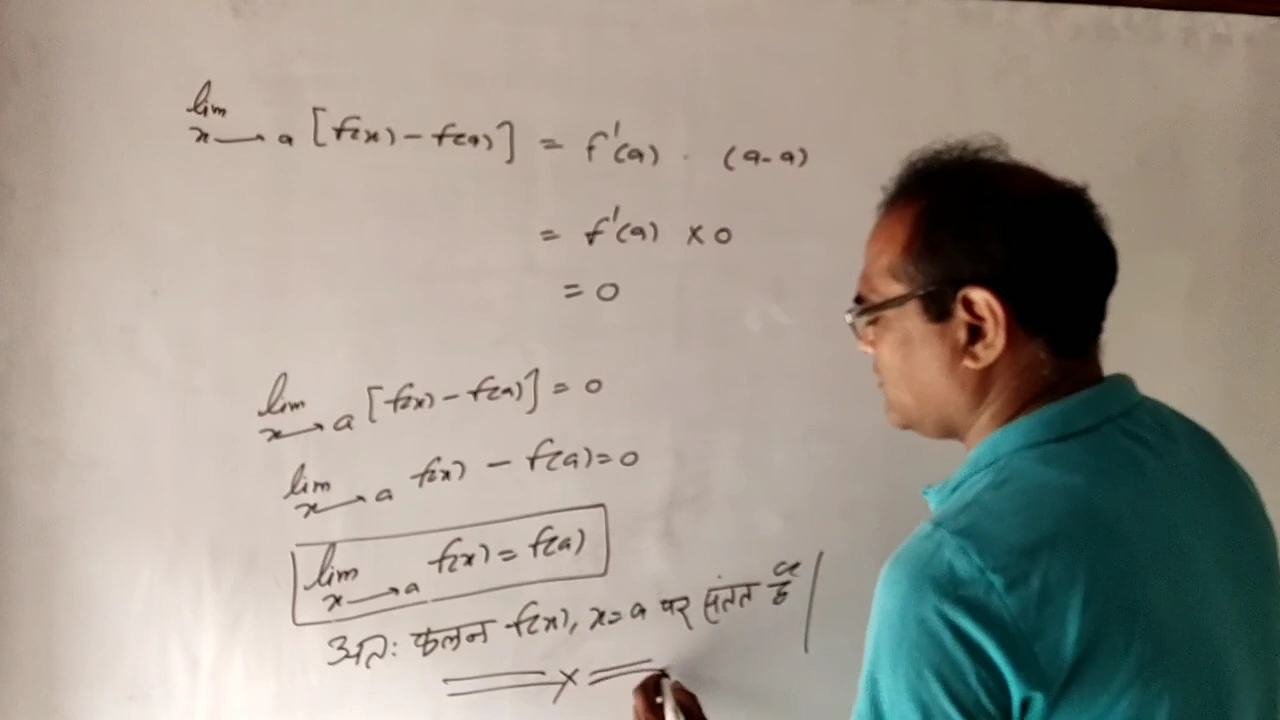 lim x→a [f(x) - f(a)] = f'(a) . (a-a)
= f'(a) × 0
= 0
lim x→a [f(x) - f(a)] = 0
lim x→a f(x) - f(a) = 0
lim x→a f(x) = f(a)
अतः फलन f(x), x=a पर संतत है।